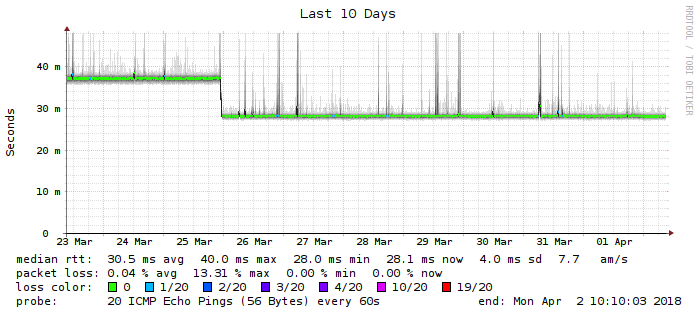 Last 10 Days
RRDTOOL / TOBI OETIKER
Seconds
40 m
30 m
20 m
10 m
0
23 Mar 24 Mar 25 Mar 26 Mar 27 Mar 28 Mar 29 Mar 30 Mar 31 Mar 01 Apr
median rtt: 30.5 ms avg 40.0 ms max 28.0 ms min 28.1 ms now 4.0 ms sd 7.7 am/s
packet loss: 0.04 % avg 13.31 % max 0.00 % min 0.00 % now
loss color: 0 1/20 2/20 3/20 4/20 10/20 19/20
probe: 20 ICMP Echo Pings (56 Bytes) every 60s end: Mon Apr 2 10:10:03 2018